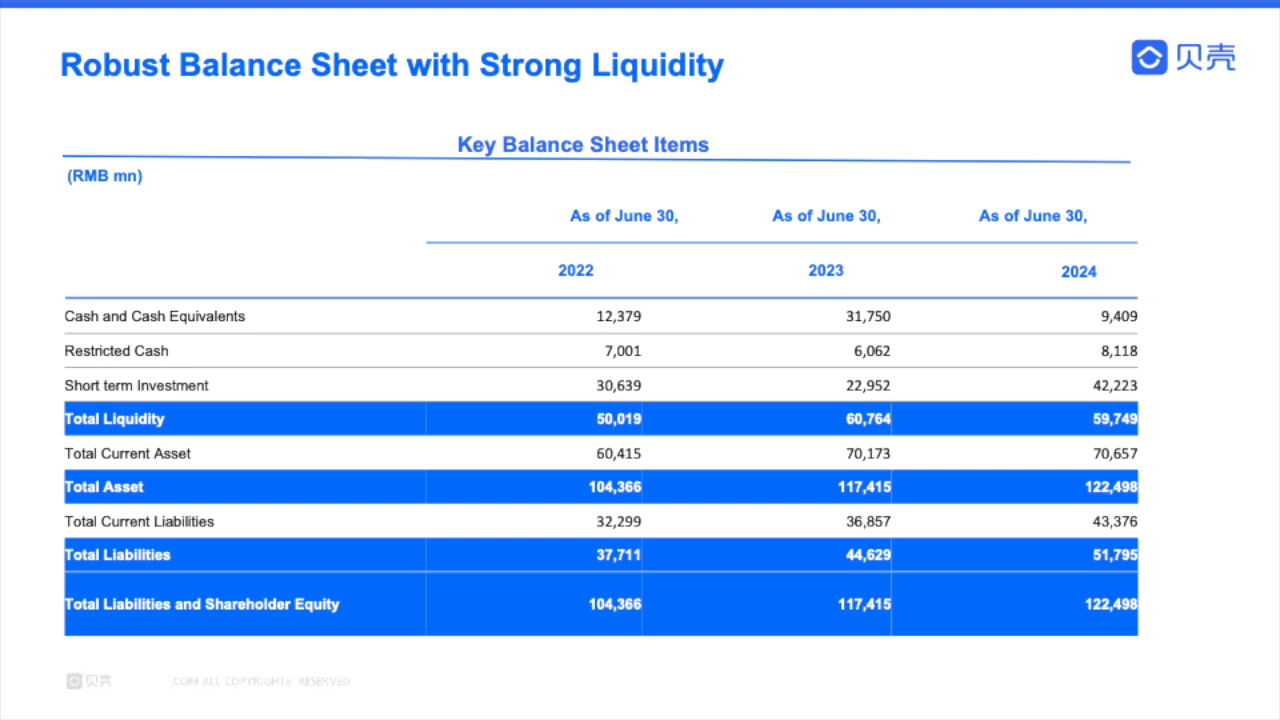 Robust Balance Sheet with Strong Liquidity
贝壳
Key Balance Sheet Items
(RMB mn)
As of June 30, As of June 30, As of June 30,
2022 2023 2024
Cash and Cash Equivalents 12,379 31,750 9,409
Restricted Cash 7,001 6,062 8,118
Short term Investment 30,639 22,952 42,223
Total Liquidity 50,019 60,764 59,749
Total Current Asset 60,415 70,173 70,657
Total Asset 104,366 117,415 122,498
Total Current Liabilities 32,299 36,857 43,376
Total Liabilities 37,711 44,629 51,795
Total Liabilities and Shareholder Equity 104,366 117,415 122,498
贝壳 .COM ALL COPYRIGHTS RESERVED